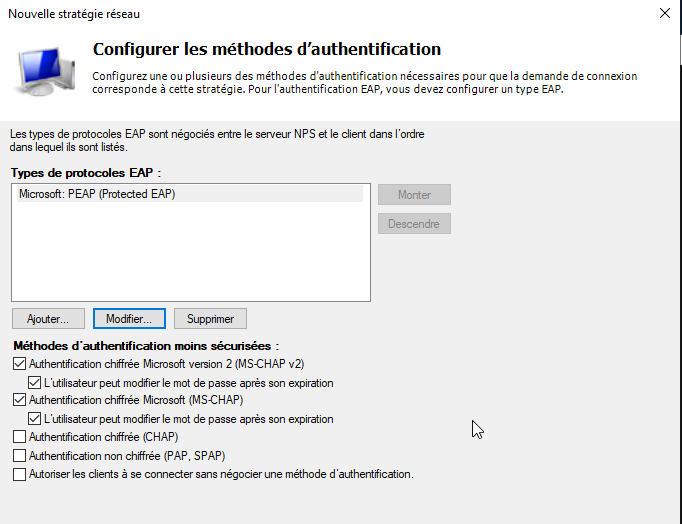 Nouvelle stratégie réseau
Configurer les méthodes d'authentification
Configurez une ou plusieurs des méthodes d'authentification nécessaires pour que la demande de connexion
corresponde à cette stratégie. Pour l'authentification EAP, vous devez configurer un type EAP.
Les types de protocoles EAP sont négociés entre le serveur NPS et le client dans l'ordre
dans lequel ils sont listés.
Types de protocoles EAP :
Microsoft: PEAP (Protected EAP)
Monter
Descendre
Ajouter...
Modifier...
Supprimer
Méthodes d'authentification moins sécurisées :
Authentification chiffrée Microsoft version 2 (MS-CHAP v2)
L'utilisateur peut modifier le mot de passe après son expiration
Authentification chiffrée Microsoft (MS-CHAP)
L'utilisateur peut modifier le mot de passe après son expiration
Authentification chiffrée (CHAP)
Authentification non chiffrée (PAP, SPAP)
Autoriser les clients à se connecter sans négocier une méthode d'authentification.